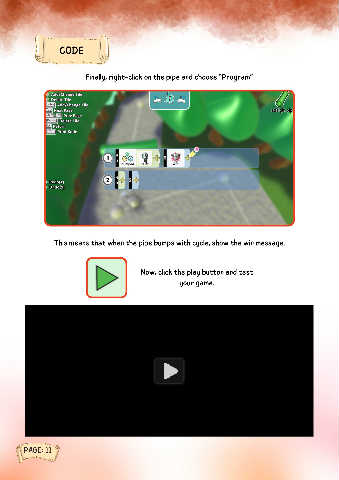 CODE
Finally, right-click on the pipe and choose "Program"
1
2
This means that when the pipe bumps with cycle, show the win message.
Now, click the play button and test
your game.
PAGE: 11